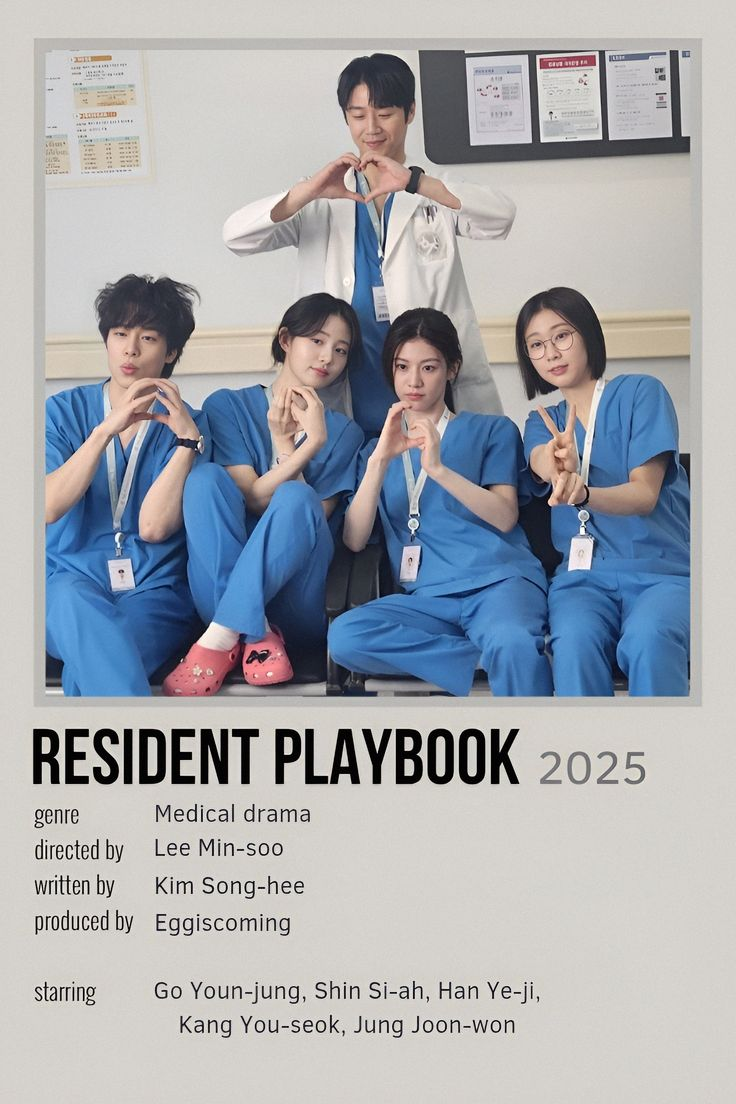 RESIDENT PLAYBOOK 2025
genre Medical drama
directed by Lee Min-soo
written by Kim Song-hee
produced by Eggiscoming
starring Go Youn-jung, Shin Si-ah, Han Ye-ji,
Kang You-seok, Jung Joon-won